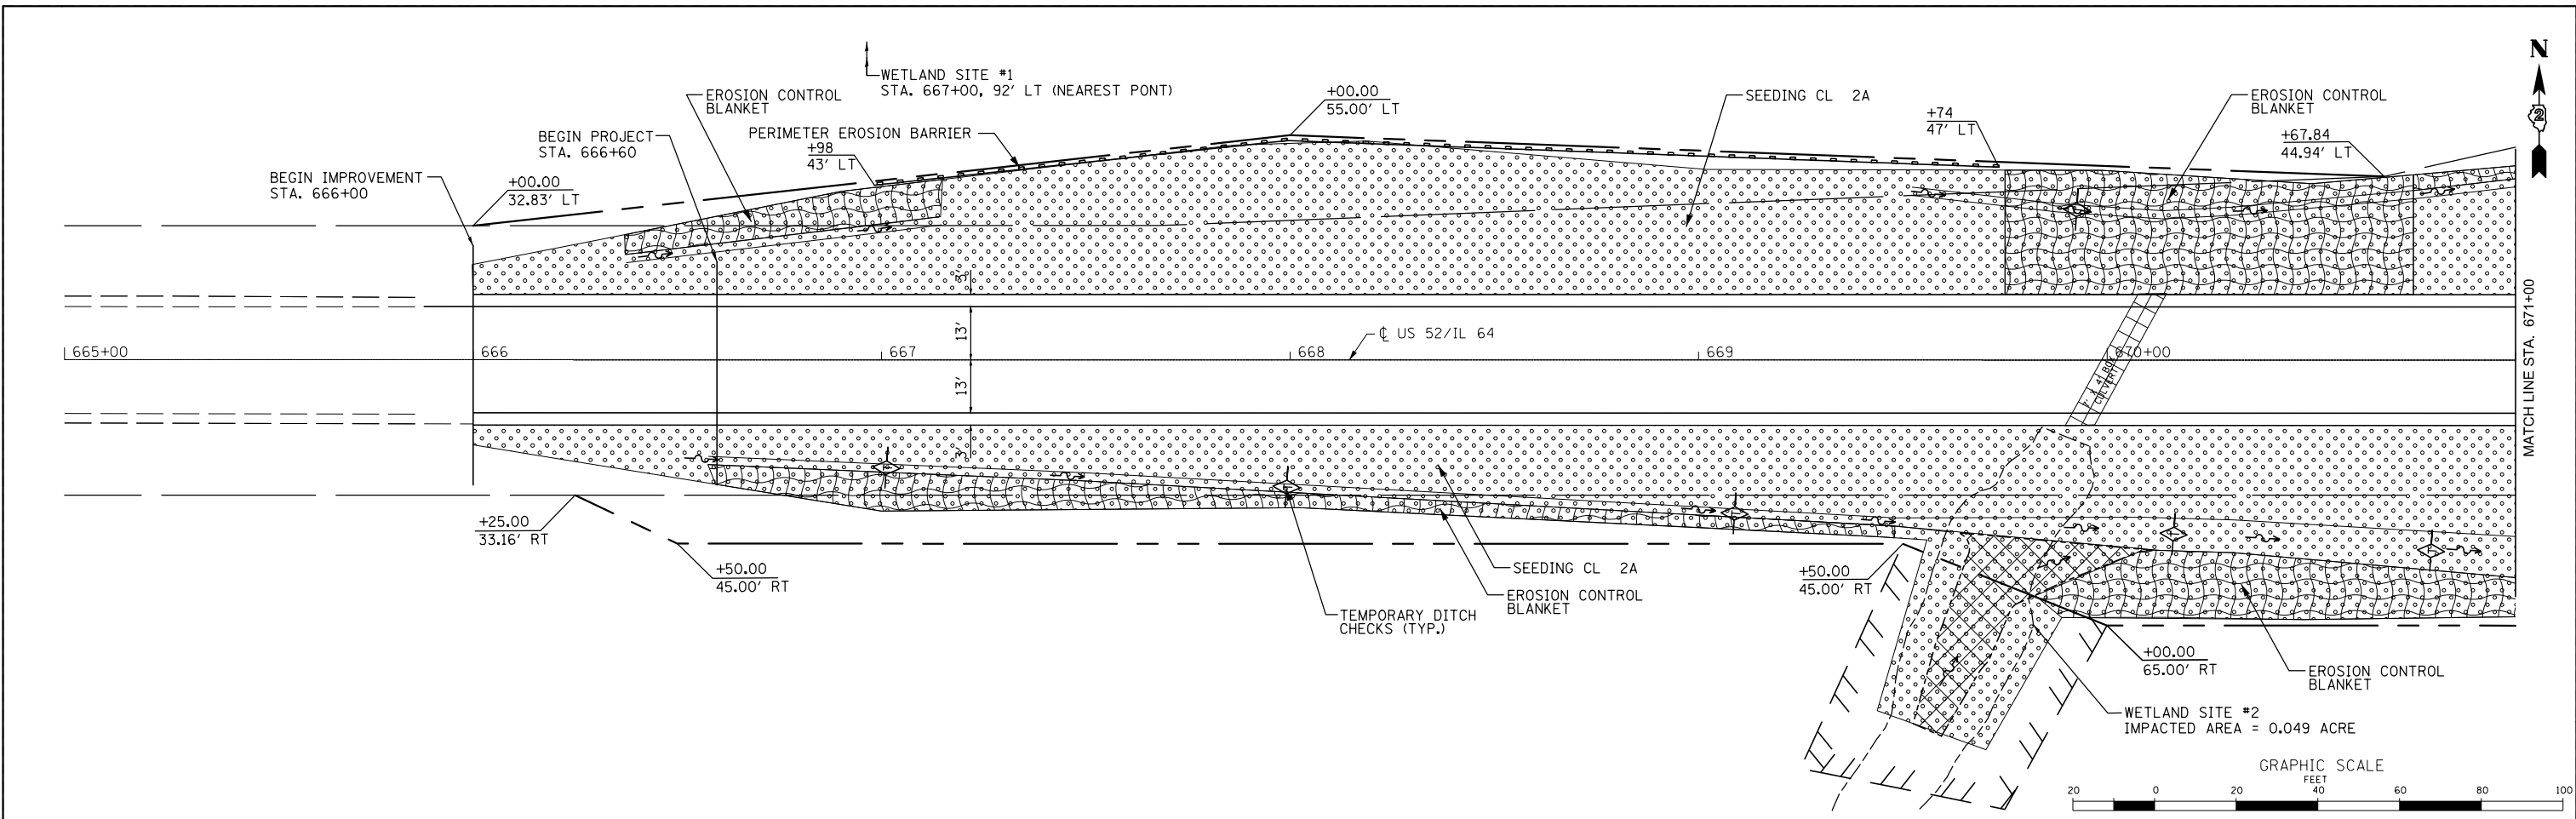 N
2
WETLAND SITE #1
STA. 667+00, 92' LT (NEAREST PONT)
EROSION CONTROL
BLANKET
+00.00
55.00' LT
SEEDING CL 2A
EROSION CONTROL
BLANKET
BEGIN PROJECT
STA. 666+60
PERIMETER EROSION BARRIER
+98
43' LT
+74
47' LT
+67.84
44.94' LT
BEGIN IMPROVEMENT
STA. 666+00
+00.00
32.83' LT
3'
13'
℄ US 52/IL 64
665+00
666
667
668
669
670+00
13'
7' X 4' BOX
CULVERT
MATCH LINE STA. 671+00
3'
+25.00
33.16' RT
+50.00
45.00' RT
SEEDING CL 2A
EROSION CONTROL
BLANKET
TEMPORARY DITCH
CHECKS (TYP.)
+50.00
45.00' RT
+00.00
65.00' RT
EROSION CONTROL
BLANKET
WETLAND SITE #2
IMPACTED AREA = 0.049 ACRE
GRAPHIC SCALE
FEET
20 0 20 40 60 80 100